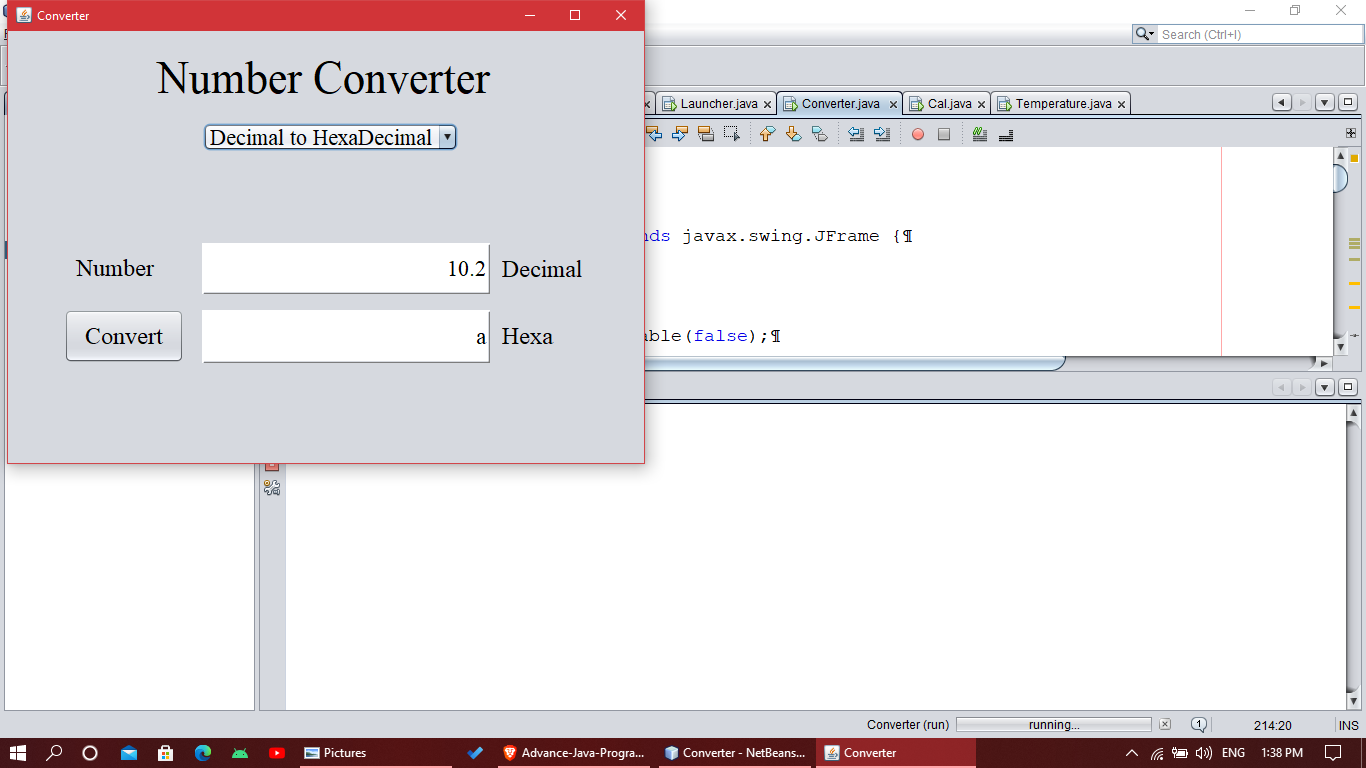 Converter
Number Converter
Decimal to HexaDecimal
Number
10.2
Decimal
Convert
a
Hexa
Search (Ctrl+I)
Launcher.java
Converter.java
Cal.java
Temperature.java
nds javax.swing.JFrame {¶
able(false);¶
Converter (run)
running...
1
214:20
INS
Pictures
Advance-Java-Progra...
Converter - NetBeans...
Converter
ENG
1:38 PM